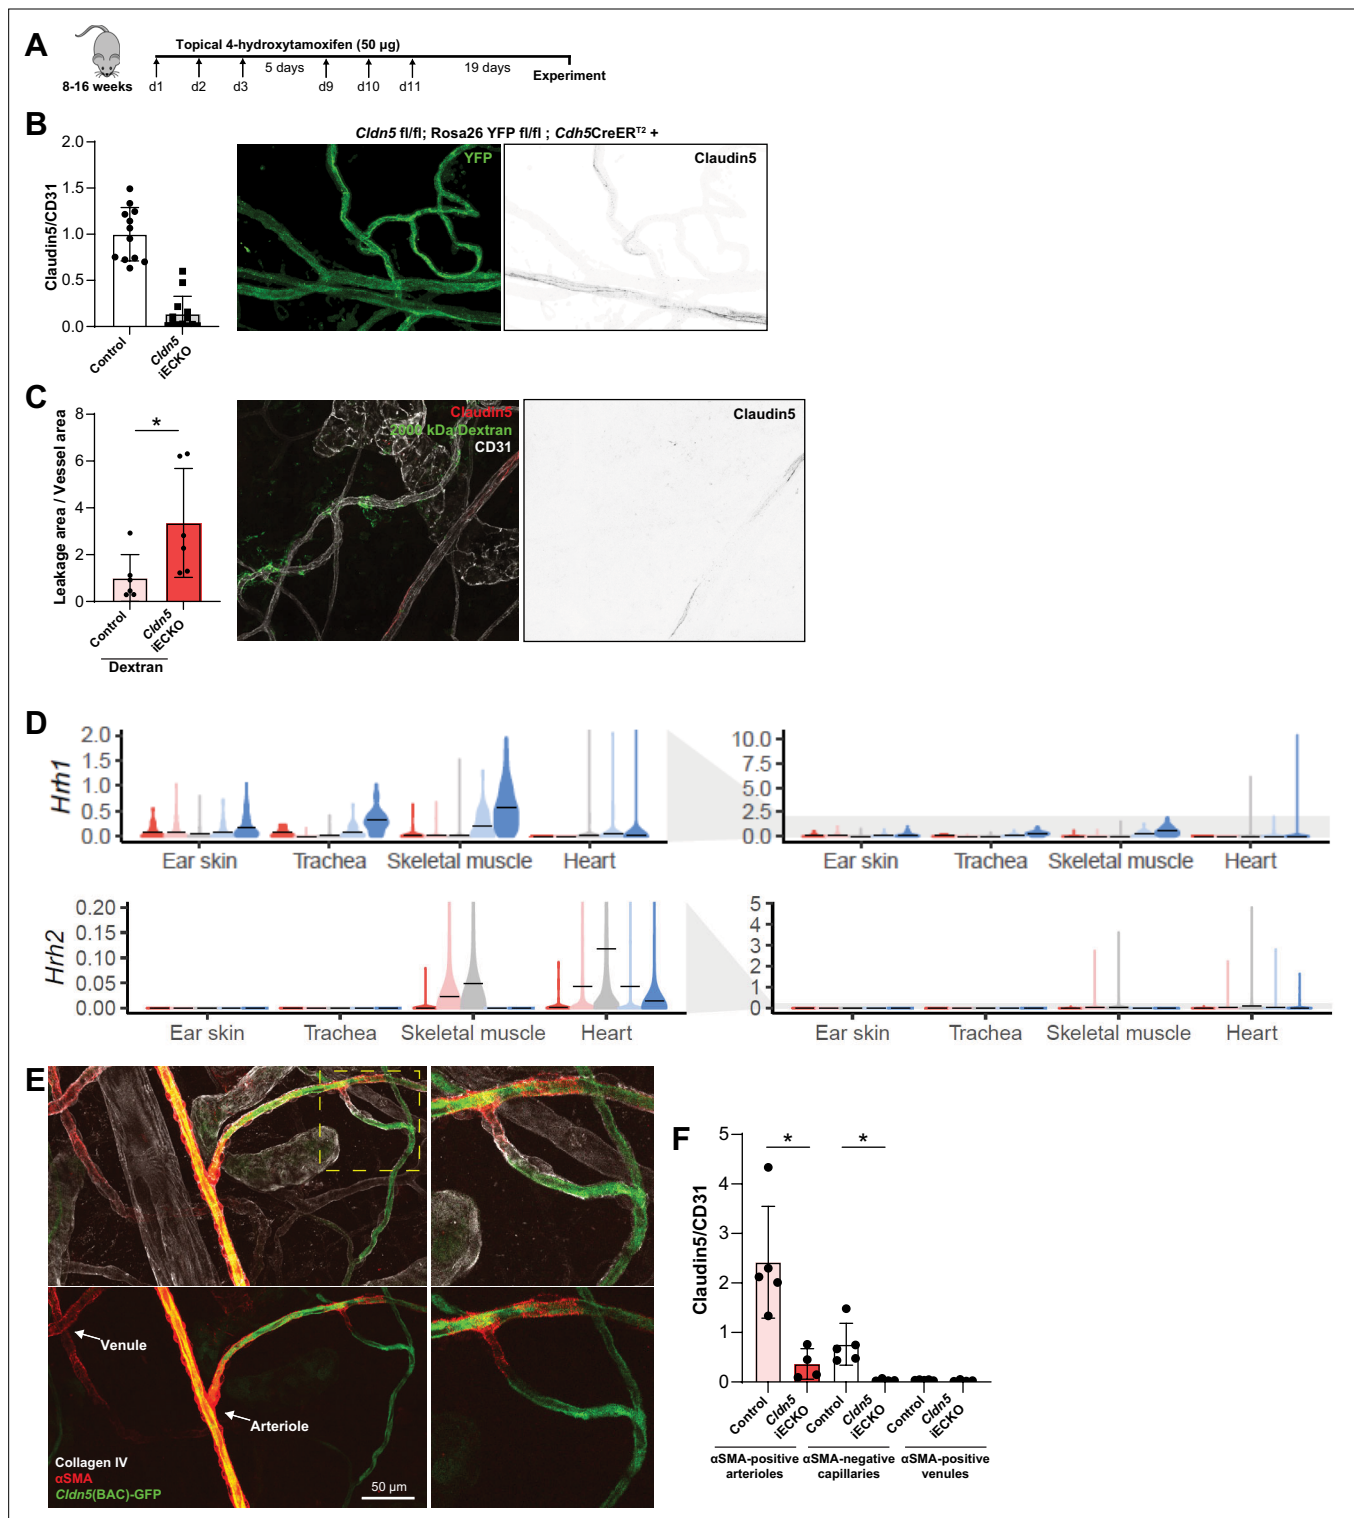 A
Topical 4-hydroxytamoxifen (50 µg)
5 days
19 days
Experiment
8-16 weeks
d1
d2
d3
d9
d10
d11
B
Cldn5 fl/fl; Rosa26 YFP fl/fl ; Cdh5CreERT2 +
2.0
1.5
1.0
0.5
0.0
Claudin5/CD31
Control
Cldn5
iECKO
YFP
Claudin5
C
8
6
4
2
0
Leakage area / Vessel area
*
Control
Cldn5
iECKO
Dextran
Claudin5
2000 kDa Dextran
CD31
Claudin5
D
Hrh1
2.0
1.5
1.0
0.5
0.0
Ear skin
Trachea
Skeletal muscle
Heart
10.0
7.5
5.0
2.5
0.0
Ear skin
Trachea
Skeletal muscle
Heart
Hrh2
0.20
0.15
0.10
0.05
0.00
Ear skin
Trachea
Skeletal muscle
Heart
5
4
3
2
1
0
Ear skin
Trachea
Skeletal muscle
Heart
E
Venule
Arteriole
Collagen IV
αSMA
Cldn5(BAC)-GFP
50 µm
F
5
4
3
2
1
0
Claudin5/CD31
*
*
Control
Cldn5
iECKO
Control
Cldn5
iECKO
Control
Cldn5
iECKO
αSMA-positive
arterioles
αSMA-negative
capillaries
αSMA-positive
venules